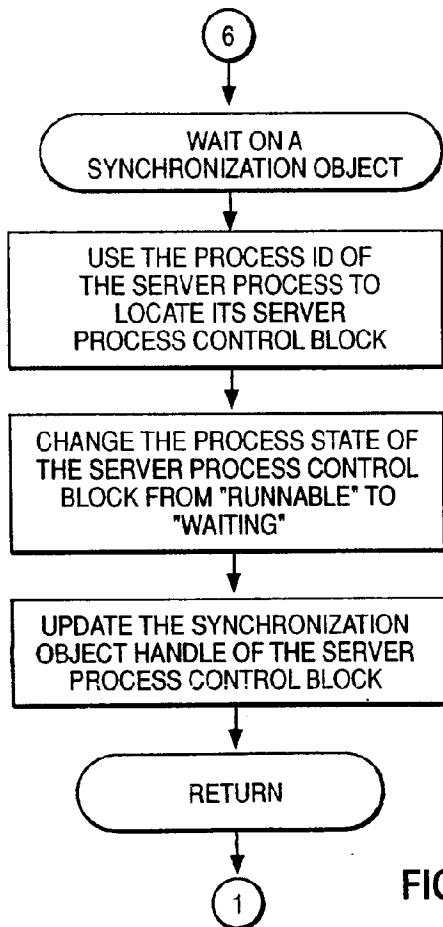 6
WAIT ON A
SYNCHRONIZATION OBJECT
USE THE PROCESS ID OF
THE SERVER PROCESS TO
LOCATE ITS SERVER
PROCESS CONTROL BLOCK
CHANGE THE PROCESS STATE OF
THE SERVER PROCESS CONTROL
BLOCK FROM "RUNNABLE" TO
"WAITING"
UPDATE THE SYNCHRONIZATION
OBJECT HANDLE OF THE SERVER
PROCESS CONTROL BLOCK
RETURN
1
FIG